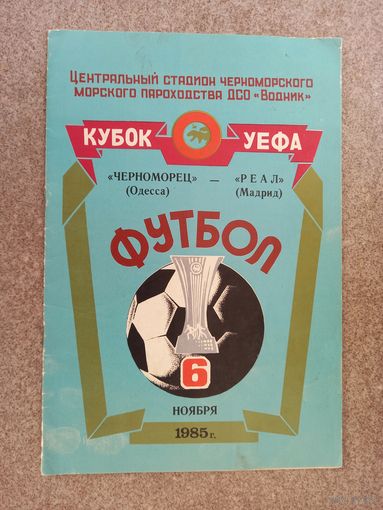 Центральный стадион черноморского
морского пароходства ДСО «Водник»
КУБОК УЕФА
«ЧЕРНОМОРЕЦ» — «РЕАЛ»
(Одесса) (Мадрид)
ФУТБОЛ
6
НОЯБРЯ
1985 г.